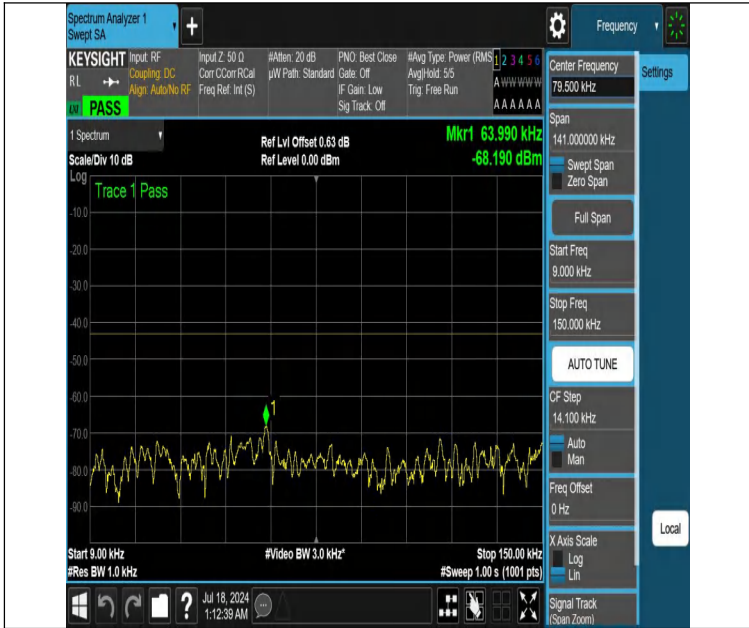 Spectrum Analyzer 1
Swept SA
Frequency
KEYSIGHT
RL
PASS
Input: RF
Coupling: DC
Align: Auto/No RF
Input Z: 50 Ω
Corr CCorr RCal
Freq Ref: Int (S)
#Atten: 20 dB
µW Path: Standard
PNO: Best Close
Gate: Off
IF Gain: Low
Sig Track: Off
#Avg Type: Power (RMS
Avg|Hold: 5/5
Trig: Free Run
1 2 3 4 5 6
A W W W W W
A A A A A A
1 Spectrum
Scale/Div 10 dB
Ref Lvl Offset 0.63 dB
Ref Level 0.00 dBm
Mkr1 63.990 kHz
-68.190 dBm
Log
Trace 1 Pass
-10.0
-20.0
-30.0
-40.0
-50.0
-60.0
-70.0
-80.0
-90.0
1
Start 9.00 kHz
#Res BW 1.0 kHz
#Video BW 3.0 kHz*
Stop 150.00 kHz
#Sweep 1.00 s (1001 pts)
Jul 18, 2024
1:12:39 AM
Center Frequency
79.500 kHz
Span
141.000000 kHz
Swept Span
Zero Span
Full Span
Start Freq
9.000 kHz
Stop Freq
150.000 kHz
AUTO TUNE
CF Step
14.100 kHz
Auto
Man
Freq Offset
0 Hz
X Axis Scale
Log
Lin
Signal Track
(Span Zoom)
Settings
Local